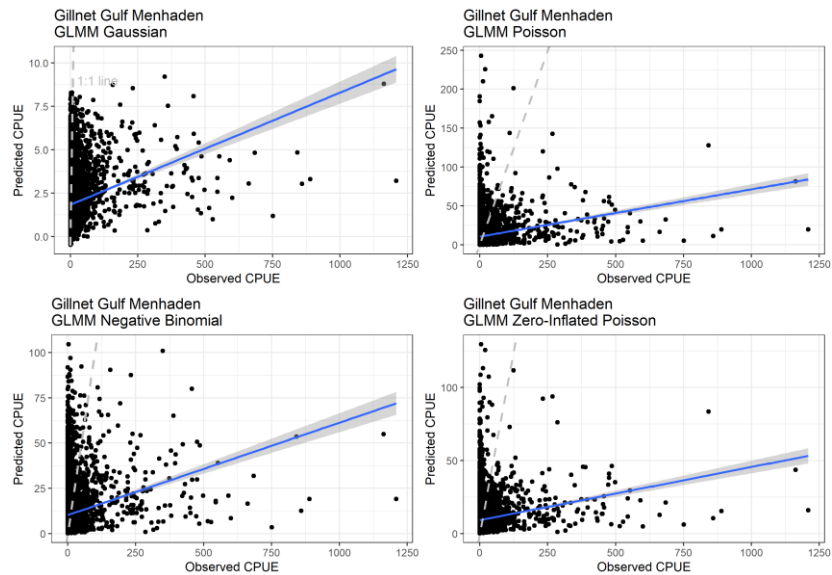 Gillnet Gulf Menhaden
GLMM Gaussian
10.0
7.5
5.0
2.5
0.0
1:1 line
Predicted CPUE
0
250
500
750
1000
1250
Observed CPUE
Gillnet Gulf Menhaden
GLMM Poisson
250
200
150
100
50
0
Predicted CPUE
0
250
500
750
1000
1250
Observed CPUE
Gillnet Gulf Menhaden
GLMM Negative Binomial
100
75
50
25
0
Predicted CPUE
0
250
500
750
1000
1250
Observed CPUE
Gillnet Gulf Menhaden
GLMM Zero-Inflated Poisson
100
50
0
Predicted CPUE
0
250
500
750
1000
1250
Observed CPUE